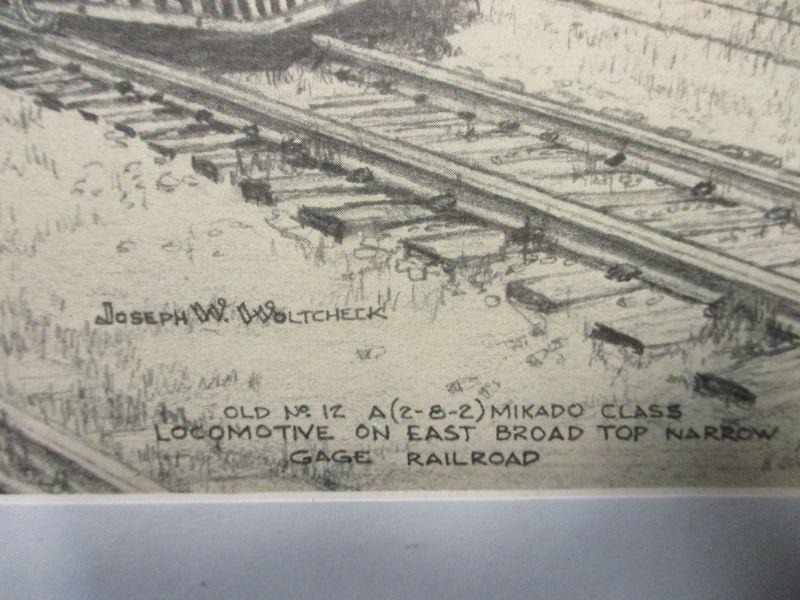 JOSEPH W. WOLTCHECK
OLD No. 12 A (2-8-2) MIKADO CLASS
LOCOMOTIVE ON EAST BROAD TOP NARROW
GAGE RAILROAD